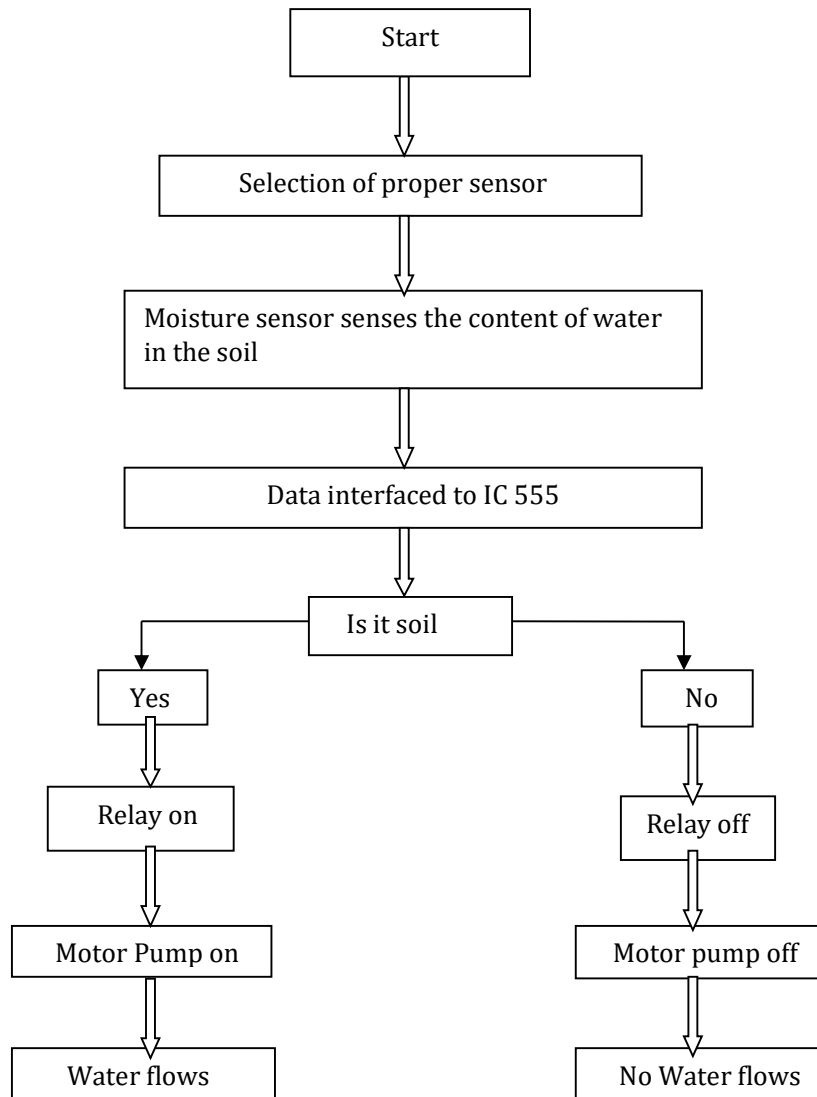 Start
Selection of proper sensor
Moisture sensor senses the content of water
in the soil
Data interfaced to IC 555
Is it soil
Yes
No
Relay on
Relay off
Motor Pump on
Motor pump off
Water flows
No Water flows